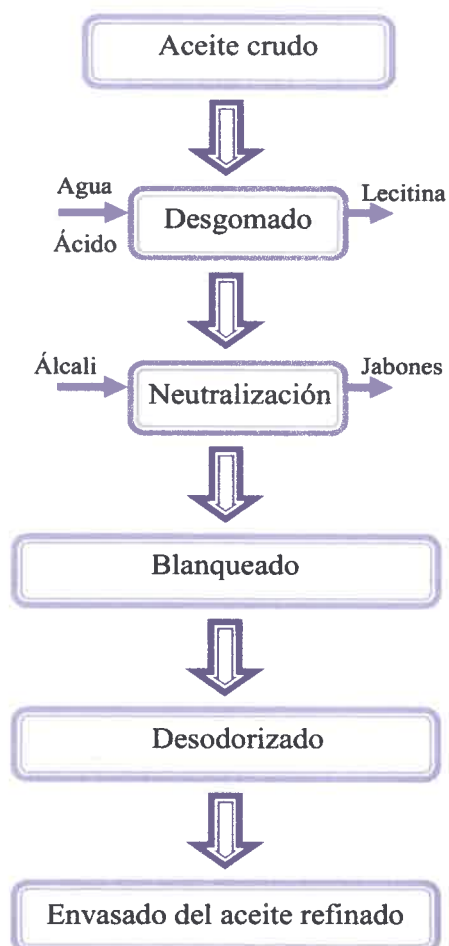 Aceite crudo
Agua
Lecitina
Desgomado
Ácido
Álcali
Jabones
Neutralización
Blanqueado
Desodorizado
Envasado del aceite refinado